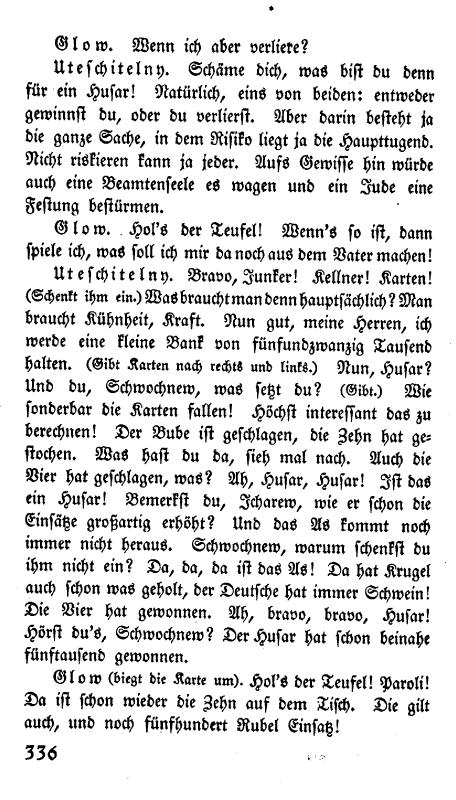 Glow. Wenn ich aber verliere?
Uteschitelny. Schäme dich, was bist du denn
für ein Husar! Natürlich, eins von beiden: entweder
gewinnst du, oder du verlierst. Aber darin besteht ja
die ganze Sache, in dem Risiko liegt ja die Haupttugend.
Nicht riskieren kann ja jeder. Aufs Gewisse hin würde
auch eine Beamtenseele es wagen und ein Jude eine
Festung bestürmen.
Glow. Hol's der Teufel! Wenn's so ist, dann
spiele ich, was soll ich mir da noch aus dem Vater machen!
Uteschitelny. Bravo, Junker! Kellner! Karten!
(Schenkt ihm ein.) Was braucht man denn hauptsächlich? Man
braucht Kühnheit, Kraft. Nun gut, meine Herren, ich
werde eine kleine Bank von fünfundzwanzig Tausend
halten. (Gibt Karten nach rechts und links.) Nun, Husar?
Und du, Schwochnew, was setzt du? (Gibt.) Wie
sonderbar die Karten fallen! Höchst interessant das zu
berechnen! Der Bube ist geschlagen, die Zehn hat ge-
stochen. Was hast du da, sieh mal nach. Auch die
Vier hat geschlagen, was? Ah, Husar, Husar! Ist das
ein Husar! Bemerkst du, Icharew, wie er schon die
Einsätze großartig erhöht? Und das As kommt noch
immer nicht heraus. Schwochnew, warum schenkst du
ihm nicht ein? Da, da, da ist das As! Da hat Krugel
auch schon was geholt, der Deutsche hat immer Schwein!
Die Vier hat gewonnen. Ah, bravo, bravo, Husar!
Hörst du's, Schwochnew? Der Husar hat schon beinahe
fünftausend gewonnen.
Glow (biegt die Karte um). Hol's der Teufel! Paroli!
Da ist schon wieder die Zehn auf dem Tisch. Die gilt
auch, und noch fünfhundert Rubel Einsatz!
336